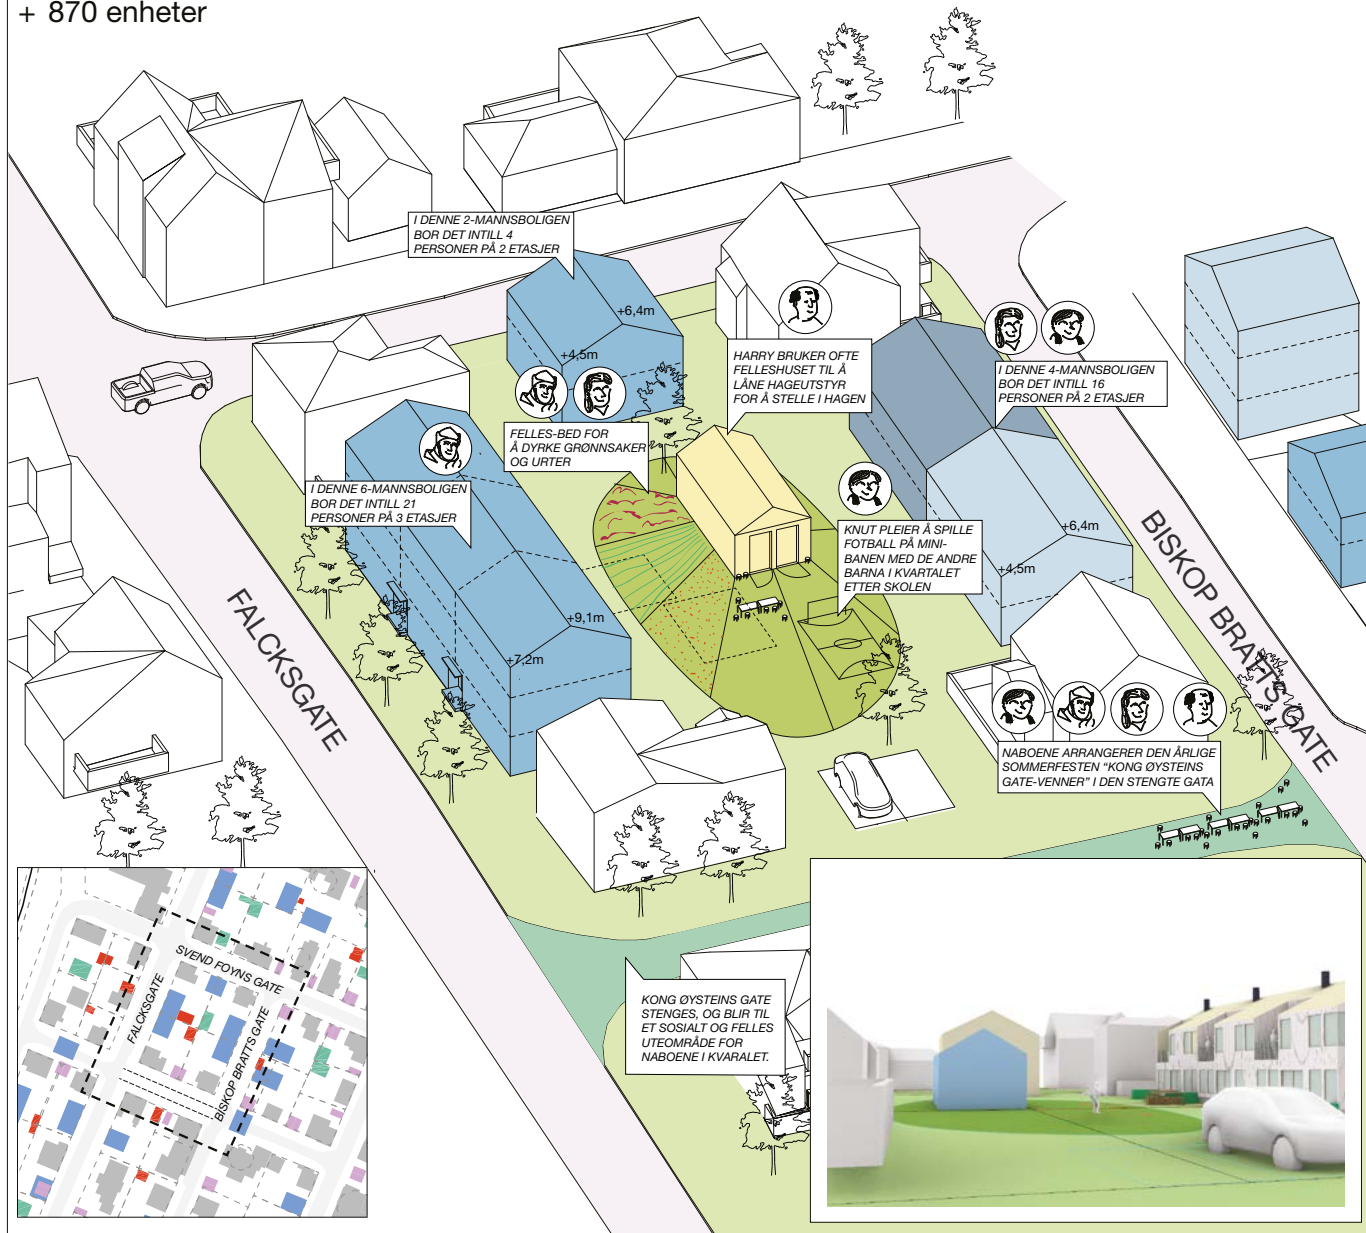 + 870 enheter
I DENNE 2-MANNSBOLIGEN
BOR DET INTILL 4
PERSONER PÅ 2 ETASJER
+6,4m
+4,5m
HARRY BRUKER OFTE
FELLESHUSET TIL Å
LÅNE HAGEUTSTYR
FOR Å STELLE I HAGEN
I DENNE 4-MANNSBOLIGEN
BOR DET INTILL 16
PERSONER PÅ 2 ETASJER
FELLES-BED FOR
Å DYRKE GRØNNSAKER
OG URTER
I DENNE 6-MANNSBOLIGEN
BOR DET INTILL 21
PERSONER PÅ 3 ETASJER
KNUT PLEIER Å SPILLE
FOTBALL PÅ MINI-
BANEN MED DE ANDRE
BARNA I KVARTALET
ETTER SKOLEN
+6,4m
+4,5m
+9,1m
+7,2m
FALCKSGATE
BISKOP BRATTS GATE
NABOENE ARRANGERER DEN ÅRLIGE
SOMMERFESTEN "KONG ØYSTEINS
GATE-VENNER" I DEN STENGTE GATA
KONG ØYSTEINS GATE
STENGES, OG BLIR TIL
ET SOSIALT OG FELLES
UTEOMRÅDE FOR
NABOENE I KVARALET.
SVEND FOYNS GATE
FALCKSGATE
BISKOP BRATTS GATE